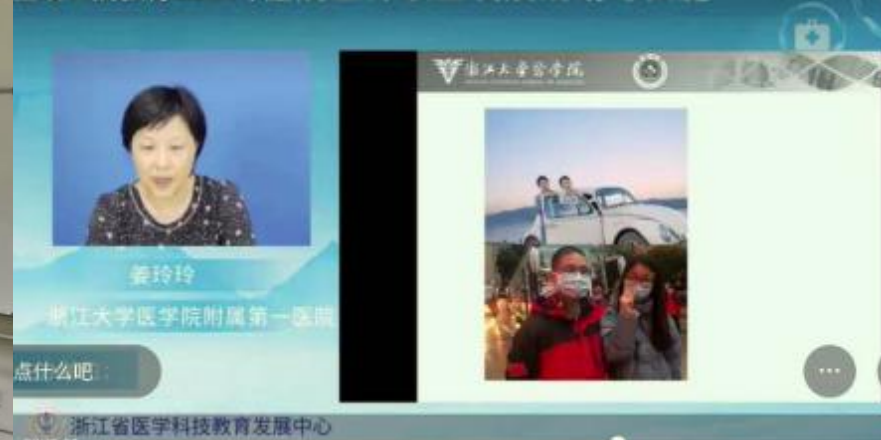 浙江大学医学院
姜玲玲
浙江大学医学院附属第一医院
点什么吧
浙江省医学科技教育发展中心